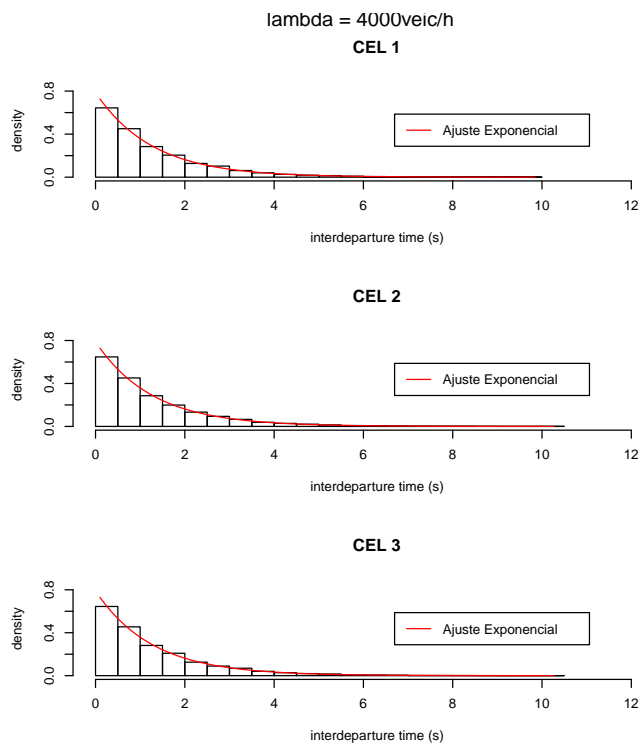 lambda = 4000veic/h
CEL 1
density
0.0 0.4 0.8
Ajuste Exponencial
0 2 4 6 8 10 12
interdeparture time (s)
CEL 2
density
0.0 0.4 0.8
Ajuste Exponencial
0 2 4 6 8 10 12
interdeparture time (s)
CEL 3
density
0.0 0.4 0.8
Ajuste Exponencial
0 2 4 6 8 10 12
interdeparture time (s)